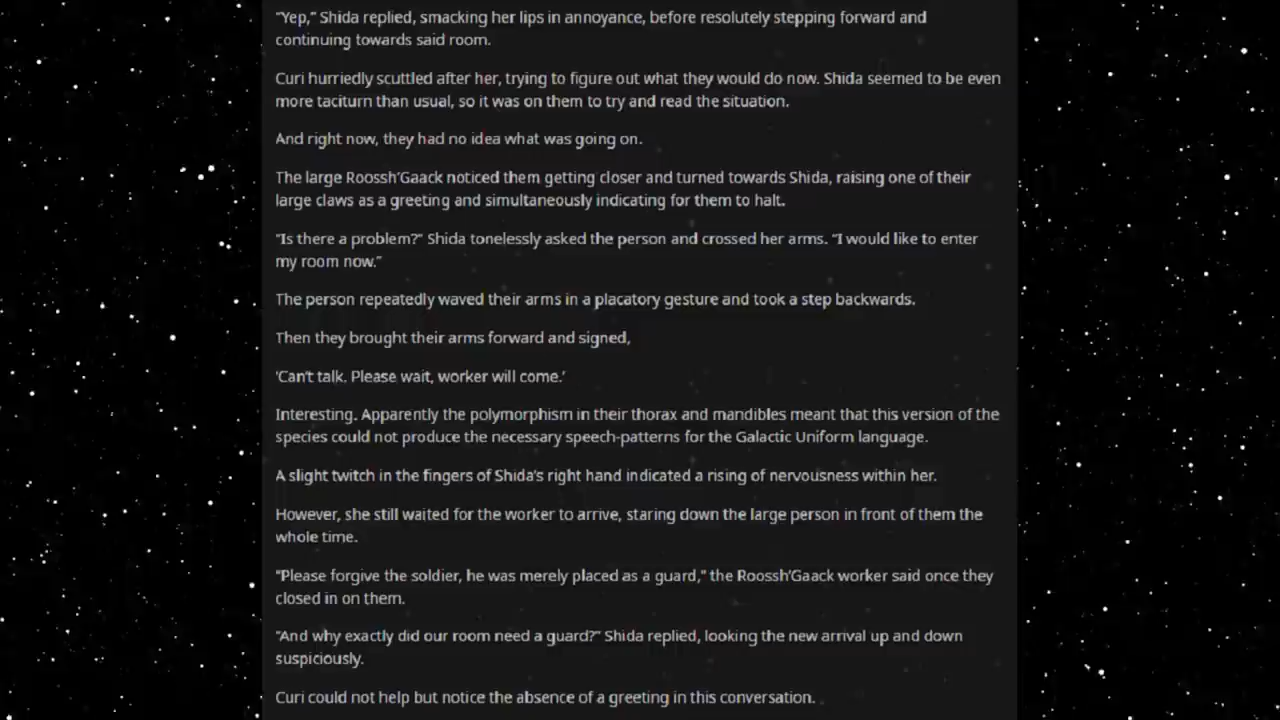 “Yep,” Shida replied, smacking her lips in annoyance, before resolutely stepping forward and
continuing towards said room.
Curi hurriedly scuttled after her, trying to figure out what they would do now. Shida seemed to be even
more taciturn than usual, so it was on them to try and read the situation.
And right now, they had no idea what was going on.
The large Roossh’Gaack noticed them getting closer and turned towards Shida, raising one of their
large claws as a greeting and simultaneously indicating for them to halt.
“Is there a problem?” Shida tonelessly asked the person and crossed her arms. “I would like to enter
my room now.”
The person repeatedly waved their arms in a placatory gesture and took a step backwards.
Then they brought their arms forward and signed,
‘Can’t talk. Please wait, worker will come.’
Interesting. Apparently the polymorphism in their thorax and mandibles meant that this version of the
species could not produce the necessary speech-patterns for the Galactic Uniform language.
A slight twitch in the fingers of Shida’s right hand indicated a rising of nervousness within her.
However, she still waited for the worker to arrive, staring down the large person in front of them the
whole time.
“Please forgive the soldier, he was merely placed as a guard,” the Roossh’Gaack worker said once they
closed in on them.
“And why exactly did our room need a guard?” Shida replied, looking the new arrival up and down
suspiciously.
Curi could not help but notice the absence of a greeting in this conversation.